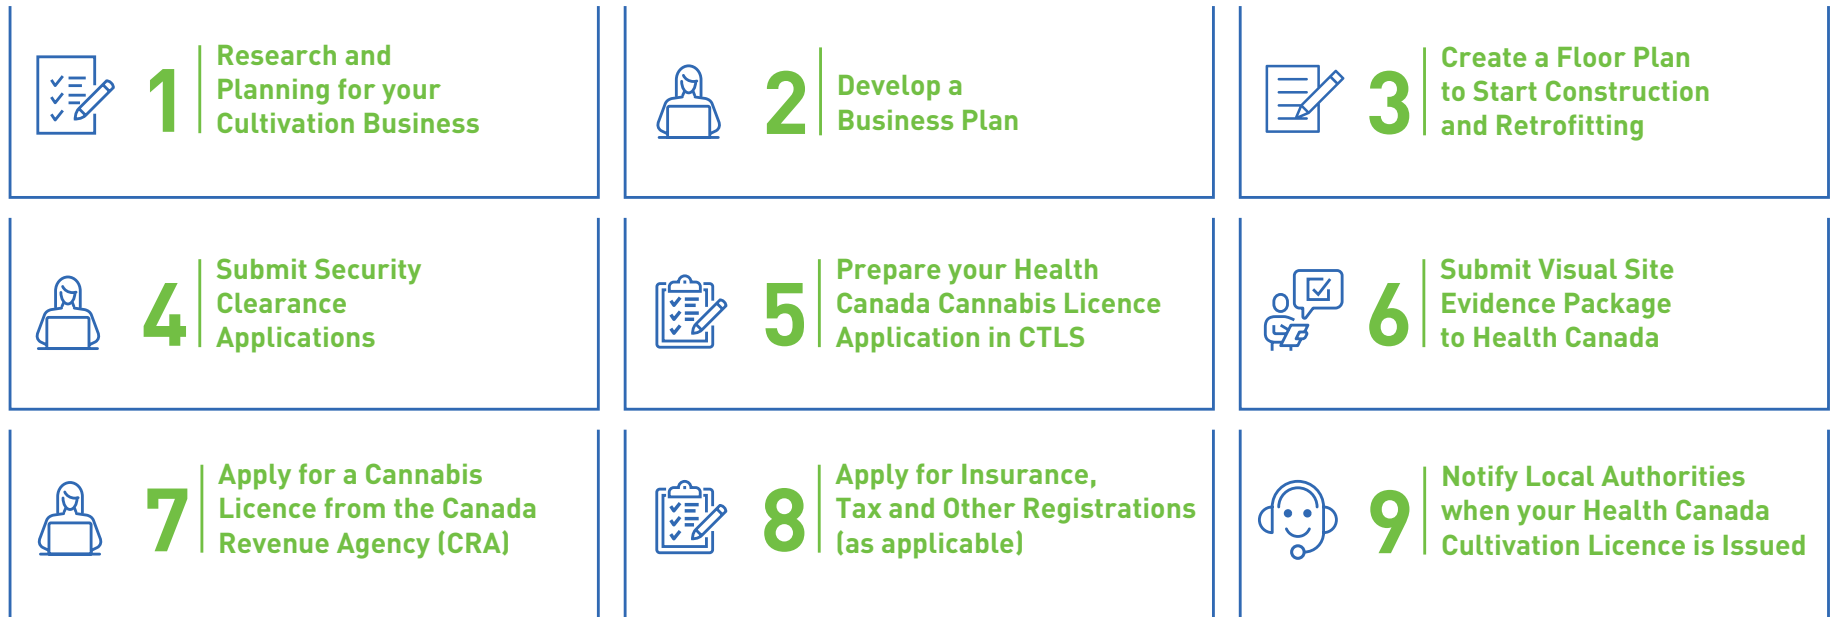 1
Research and
Planning for your
Cultivation Business
2
Develop a
Business Plan
3
Create a Floor Plan
to Start Construction
and Retrofitting
4
Submit Security
Clearance
Applications
5
Prepare your Health
Canada Cannabis Licence
Application in CTLS
6
Submit Visual Site
Evidence Package
to Health Canada
7
Apply for a Cannabis
Licence from the Canada
Revenue Agency (CRA)
8
Apply for Insurance,
Tax and Other Registrations
(as applicable)
9
Notify Local Authorities
when your Health Canada
Cultivation Licence is Issued